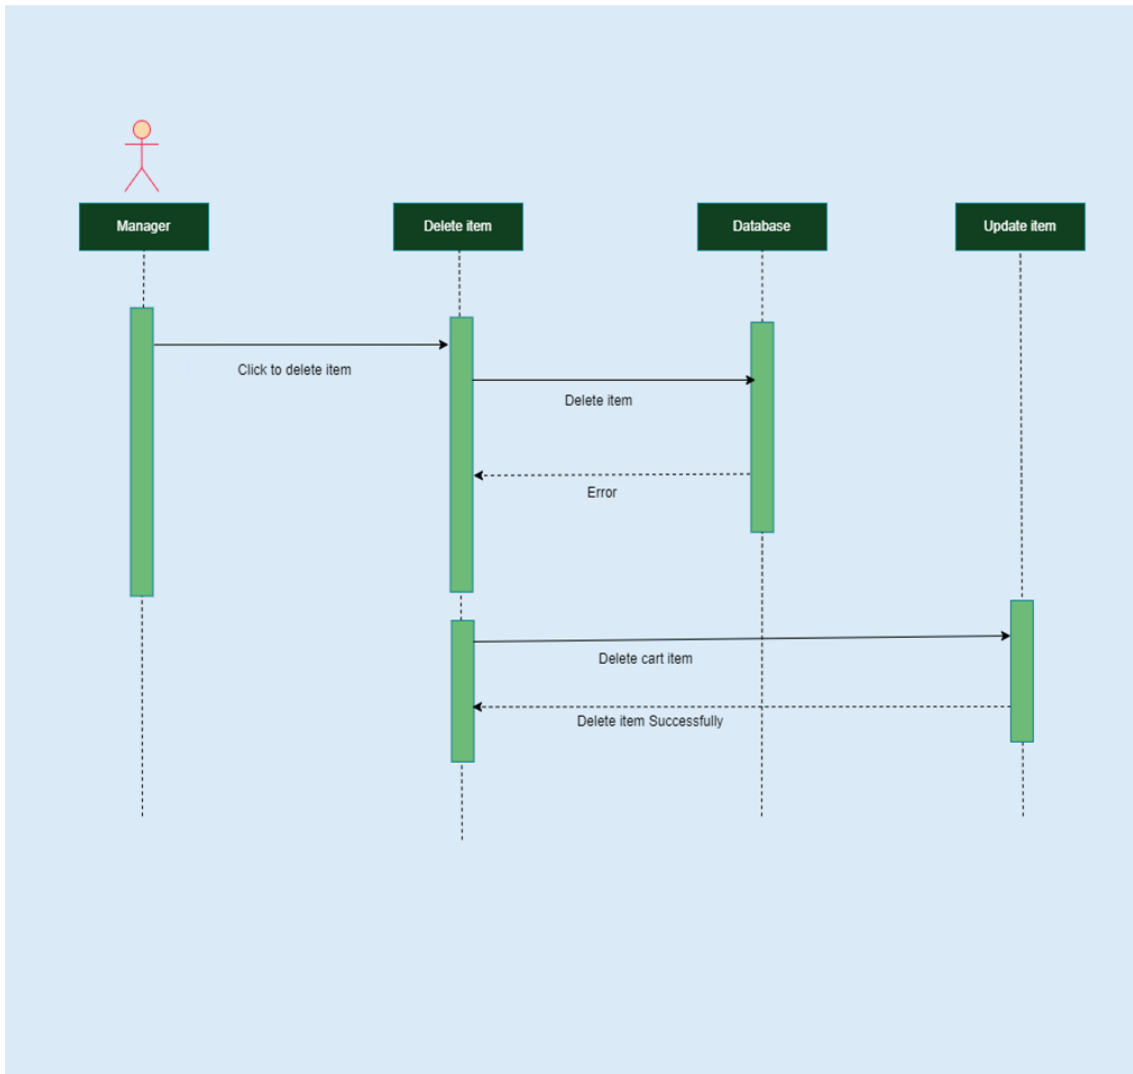 Manager
Delete item
Database
Update item
Click to delete item
Delete item
Error
Delete cart item
Delete item Successfully